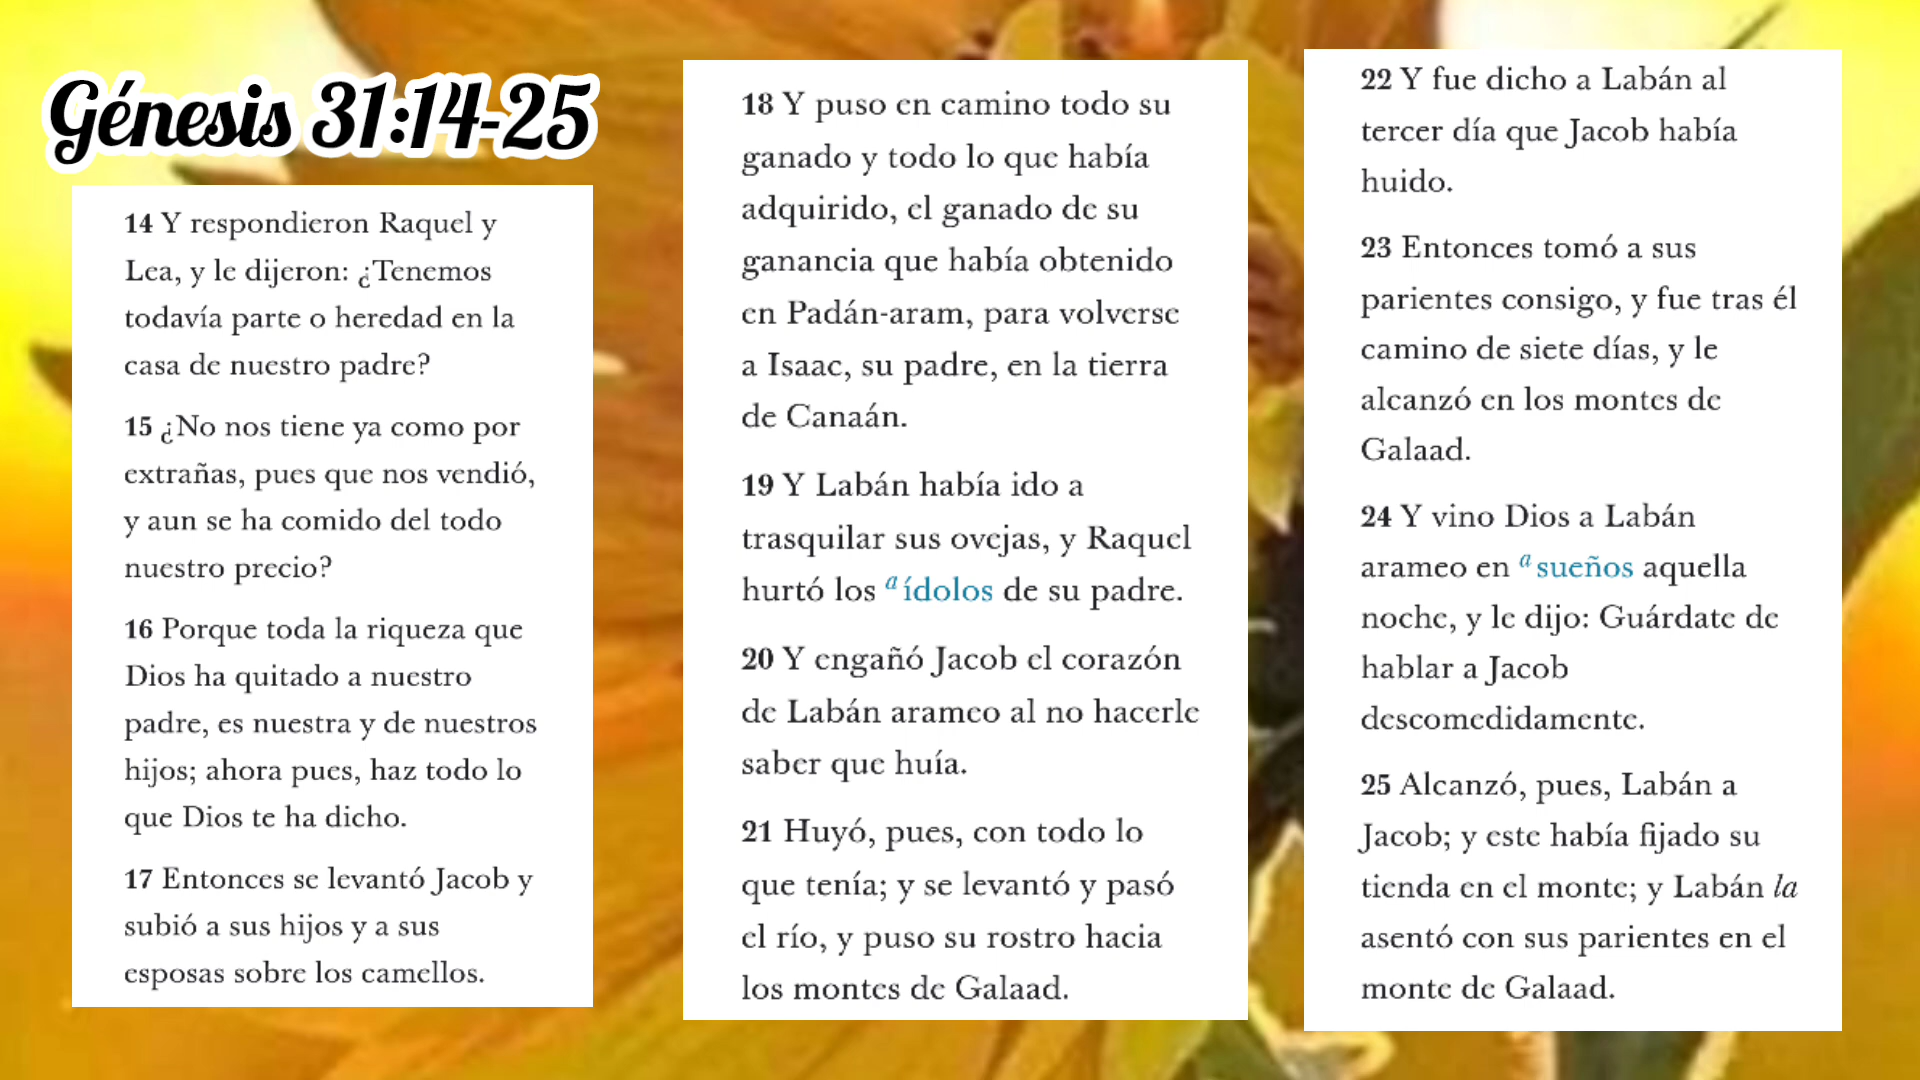 Génesis 31:14-25
14 Y respondieron Raquel y
Lea, y le dijeron: ¿Tenemos
todavía parte o heredad en la
casa de nuestro padre?
15 ¿No nos tiene ya como por
extrañas, pues que nos vendió,
y aun se ha comido del todo
nuestro precio?
16 Porque toda la riqueza que
Dios ha quitado a nuestro
padre, es nuestra y de nuestros
hijos; ahora pues, haz todo lo
que Dios te ha dicho.
17 Entonces se levantó Jacob y
subió a sus hijos y a sus
esposas sobre los camellos.
18 Y puso en camino todo su
ganado y todo lo que había
adquirido, el ganado de su
ganancia que había obtenido
en Padán-aram, para volverse
a Isaac, su padre, en la tierra
de Canaán.
19 Y Labán había ido a
trasquilar sus ovejas, y Raquel
hurtó los a ídolos de su padre.
20 Y engañó Jacob el corazón
de Labán arameo al no hacerle
saber que huía.
21 Huyó, pues, con todo lo
que tenía; y se levantó y pasó
el río, y puso su rostro hacia
los montes de Galaad.
22 Y fue dicho a Labán al
tercer día que Jacob había
huido.
23 Entonces tomó a sus
parientes consigo, y fue tras él
camino de siete días, y le
alcanzó en los montes de
Galaad.
24 Y vino Dios a Labán
arameo en a sueños aquella
noche, y le dijo: Guárdate de
hablar a Jacob
descomedidamente.
25 Alcanzó, pues, Labán a
Jacob; y este había fijado su
tienda en el monte; y Labán la
asentó con sus parientes en el
monte de Galaad.